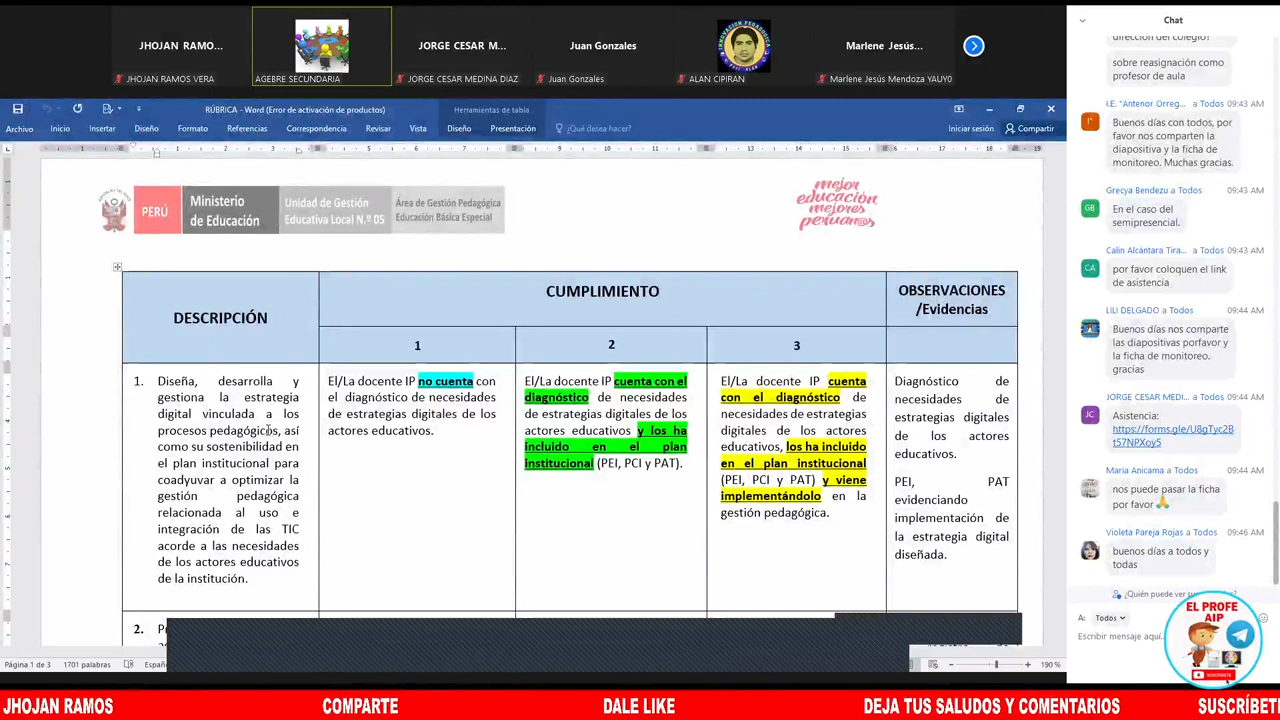 JHOJAN RAMO...
JORGE CESAR M...
Juan Gonzales
INNOVACION PEDAGOGICA
Marlene Jesús...
JHOJAN RAMOS VERA
AGEBRE SECUNDARIA
JORGE CESAR MEDINA DIAZ
Juan Gonzales
ALAN CIPIRAN
Marlene Jesús Mendoza YAUY0
RÚBRICA - Word (Error de activación de productos)
Herramientas de tabla
Archivo
Inicio
Insertar
Diseño
Formato
Referencias
Correspondencia
Revisar
Vista
Diseño
Presentación
¿Qué desea hacer?
Iniciar sesión
Compartir
PERÚ
Ministerio
de Educación
Unidad de Gestión
Educativa Local N.º 05
Área de Gestión Pedagógica
Educación Básica Especial
mejor
educación
mejores
peruan@s
DESCRIPCIÓN
CUMPLIMIENTO
OBSERVACIONES
/Evidencias
1
2
3
1. Diseña, desarrolla y
gestiona la estrategia
digital vinculada a los
procesos pedagógicos, así
como su sostenibilidad en
el plan institucional para
coadyuvar a optimizar la
gestión pedagógica
relacionada al uso e
integración de las TIC
acorde a las necesidades
de los actores educativos
de la institución.
El/La docente IP no cuenta con
el diagnóstico de necesidades
de estrategias digitales de los
actores educativos.
El/La docente IP cuenta con el
diagnóstico de necesidades
de estrategias digitales de los
actores educativos y los ha
incluido en el plan
institucional (PEI, PCI y PAT).
El/La docente IP cuenta
con el diagnóstico de
necesidades de estrategias
digitales de los actores
educativos, los ha incluido
en el plan institucional
(PEI, PCI y PAT) y viene
implementándolo en la
gestión pedagógica.
Diagnóstico de
necesidades de
estrategias digitales
de los actores
educativos.
PEI, PAT
evidenciando
implementación de
la estrategia digital
diseñada.
2.
Página 1 de 3
1701 palabras
190 %
Chat
dirección del colegio?
sobre reasignación como
profesor de aula
I.E. "Antenor Orreg... a Todos 09:43 AM
Buenos días con todos, por
favor nos comparten la
diapositiva y la ficha de
monitoreo. Muchas gracias.
Grecya Bendezu a Todos 09:43 AM
GB
En el caso del
semipresencial.
Calin Alcántara Tira... a Todos 09:43 AM
CA
por favor coloquen el link
de asistencia
LILI DELGADO a Todos 09:44 AM
Buenos días nos comparte
las diapositivas porfavor y
la ficha de monitoreo.
gracias
JORGE CESAR MEDI... a Todos 09:44 AM
JC
Asistencia:
https://forms.gle/U8gTyc2B
t57NPXoy5
Maria Anicama a Todos 09:44 AM
nos puede pasar la ficha
por favor 🙏
Violeta Pareja Rojas a Todos 09:46 AM
buenos días a todos y
todas
¿Quién puede ver su
A: Todos
Escribir mensaje aquí...
EL PROFE
AIP
SUSCRÍBETE
JHOJAN RAMOS
COMPARTE
DALE LIKE
DEJA TUS SALUDOS Y COMENTARIOS
SUSCRÍBET